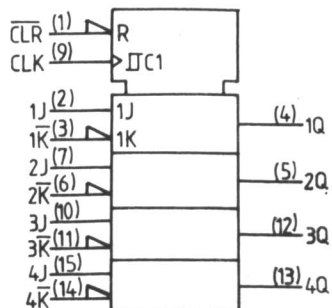 C̅L̅R̅ (1) R
CLK (9) C1
1J (2) 1J (4) 1Q
1K̅ (3) 1K
2J (7) (5) 2Q
2K̅ (6)
3J (10) (12) 3Q
3K̅ (11)
4J (15) (13) 4Q
4K̅ (14)